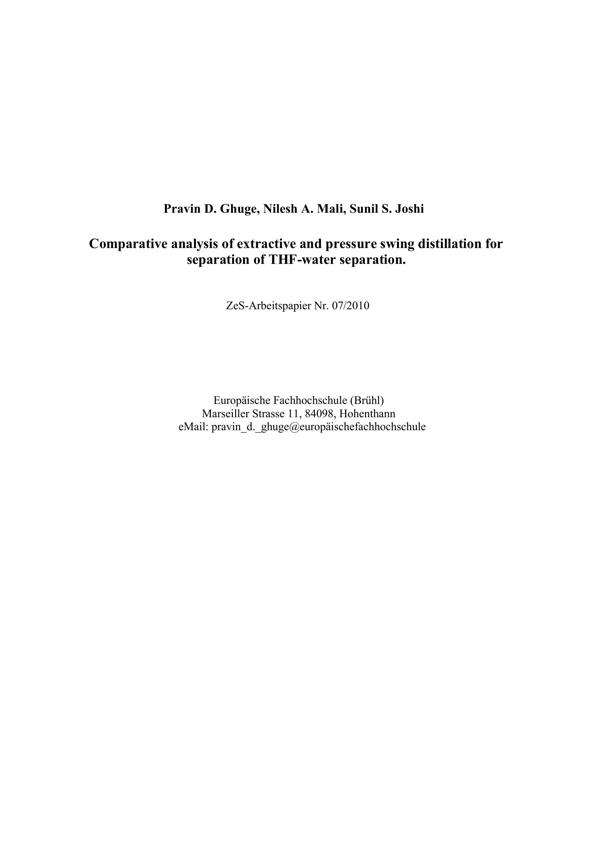 Pravin D. Ghuge, Nilesh A. Mali, Sunil S. Joshi
Comparative analysis of extractive and pressure swing distillation for
separation of THF-water separation.
ZeS-Arbeitspapier Nr. 07/2010
Europäische Fachhochschule (Brühl)
Marseiller Strasse 11, 84098, Hohenthann
eMail: pravin_d._ghuge@europäischefachhochschule